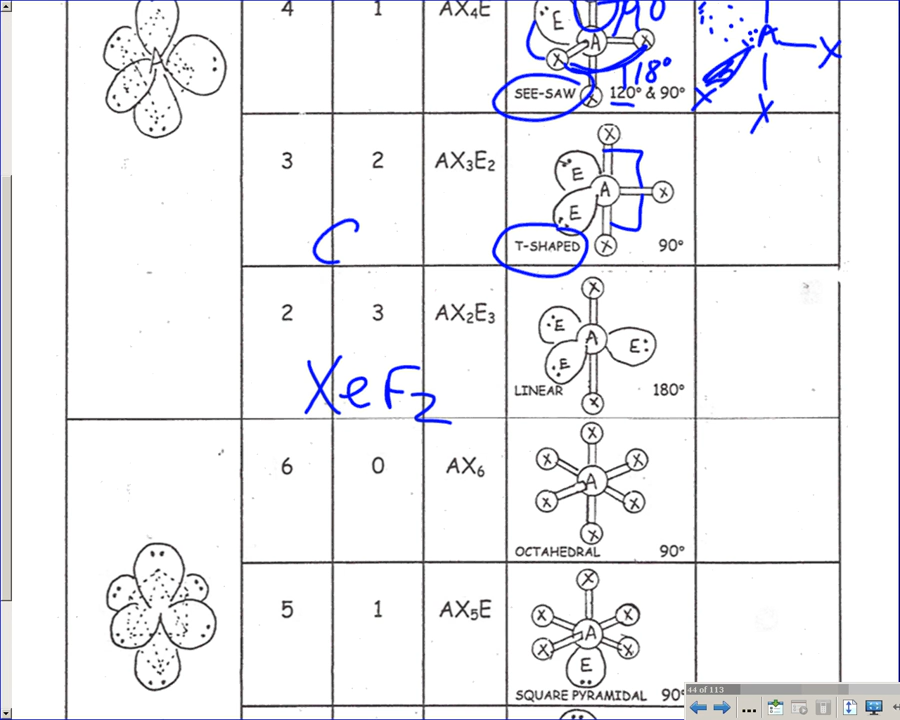 4 1 AX₄E E A X X X 90
118°
SEE-SAW 120° & 90°
A X X X
3 2 AX₃E₂ E E A X X X
C T-SHAPED 90°
2 3 AX₂E₃ E E E: A X X
XeF₂ LINEAR 180°
6 0 AX₆ A X X X X X X
OCTAHEDRAL 90°
5 1 AX₅E A X X X X X E
SQUARE PYRAMIDAL 90°
44 of 113